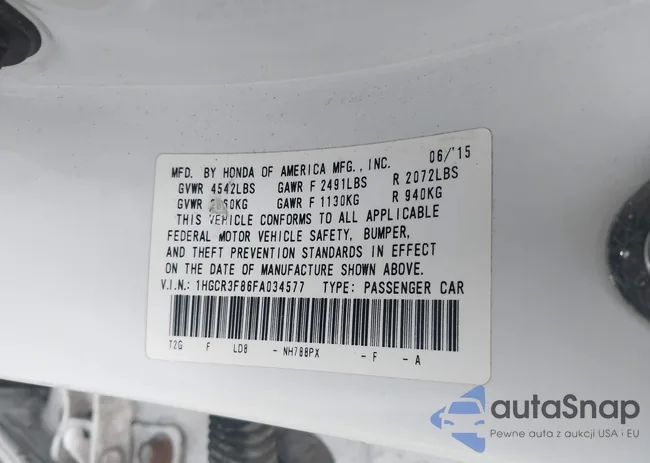 MFD. BY HONDA OF AMERICA MFG., INC. 06/'15
GVWR 4542LBS GAWR F 2491LBS R 2072LBS
GVWR GAWR F 1130KG R 940KG
THIS VEHICLE CONFORMS TO ALL APPLICABLE
FEDERAL MOTOR VEHICLE SAFETY, BUMPER,
AND THEFT PREVENTION STANDARDS IN EFFECT
ON THE DATE OF MANUFACTURE SHOWN ABOVE.
V.I.N.: 1HGCR3F86FA034577 TYPE: PASSENGER CAR
T2G F LD8 - NH788PX - F - A
autaSnap
Pewne auta z aukcji USA i EU